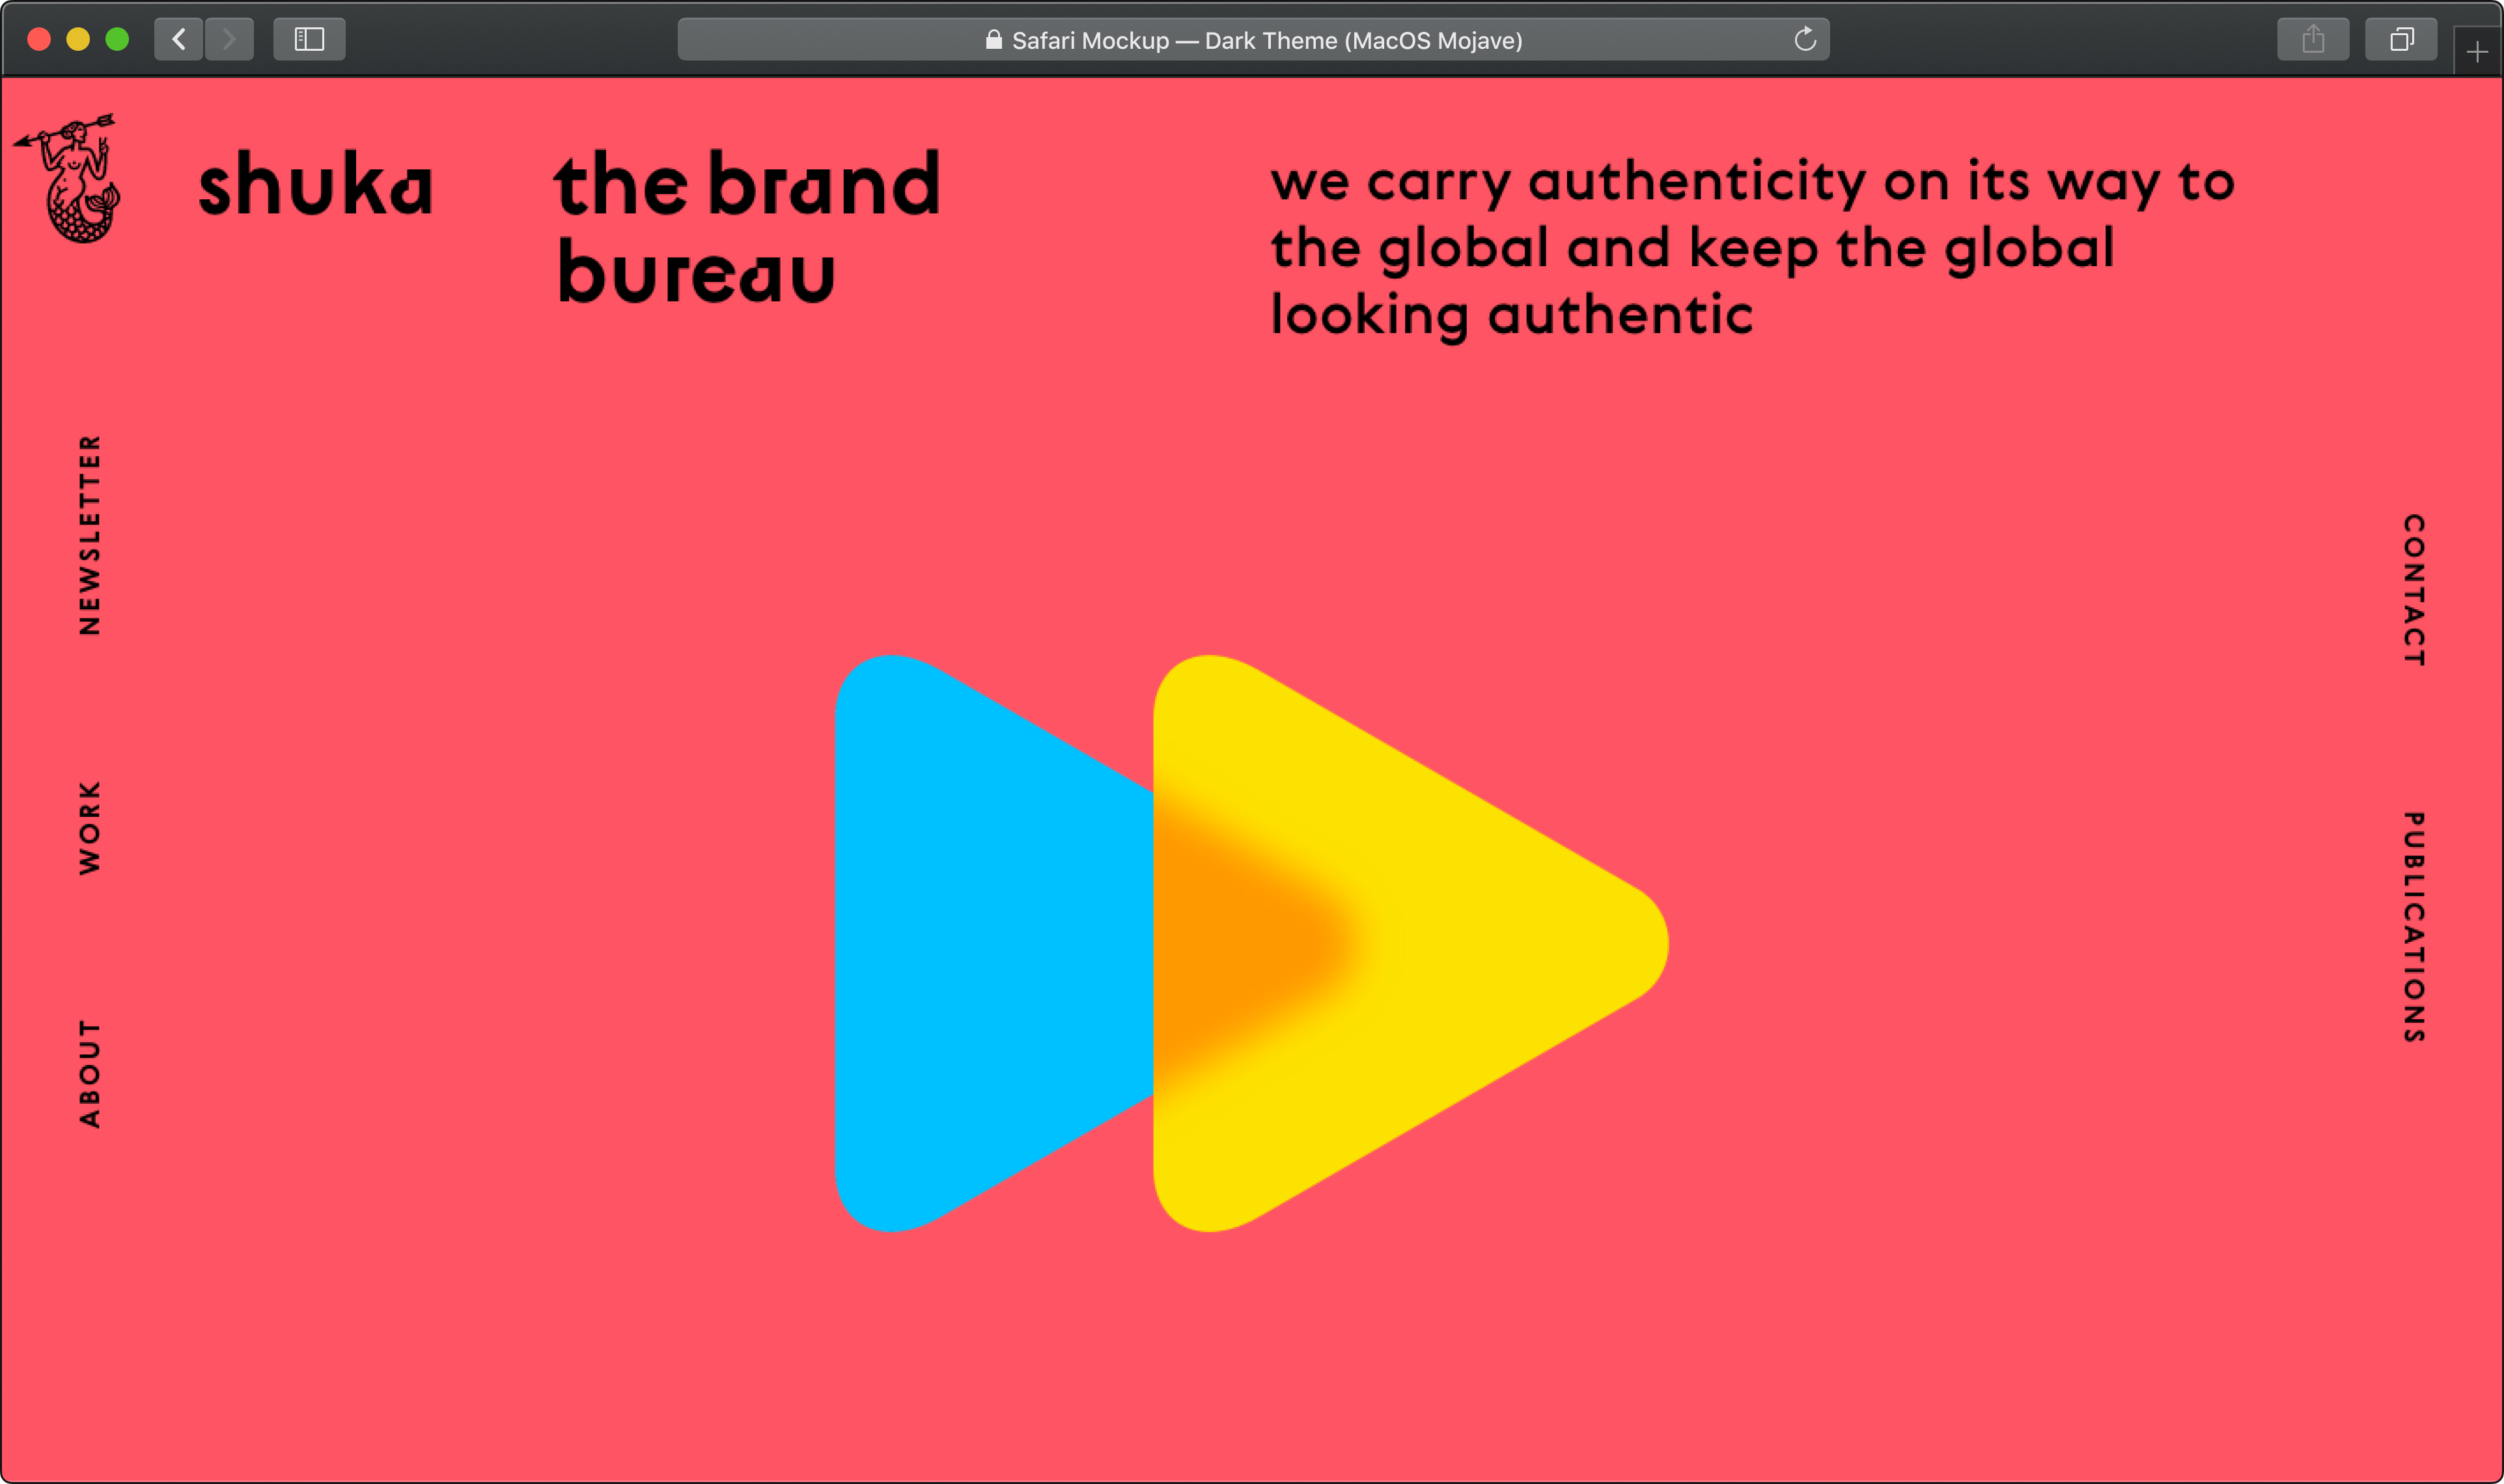 Safari Mockup — Dark Theme (MacOS Mojave)
shuka
the brand
bureau
we carry authenticity on its way to
the global and keep the global
looking authentic
NEWSLETTER
WORK
ABOUT
CONTACT
PUBLICATIONS